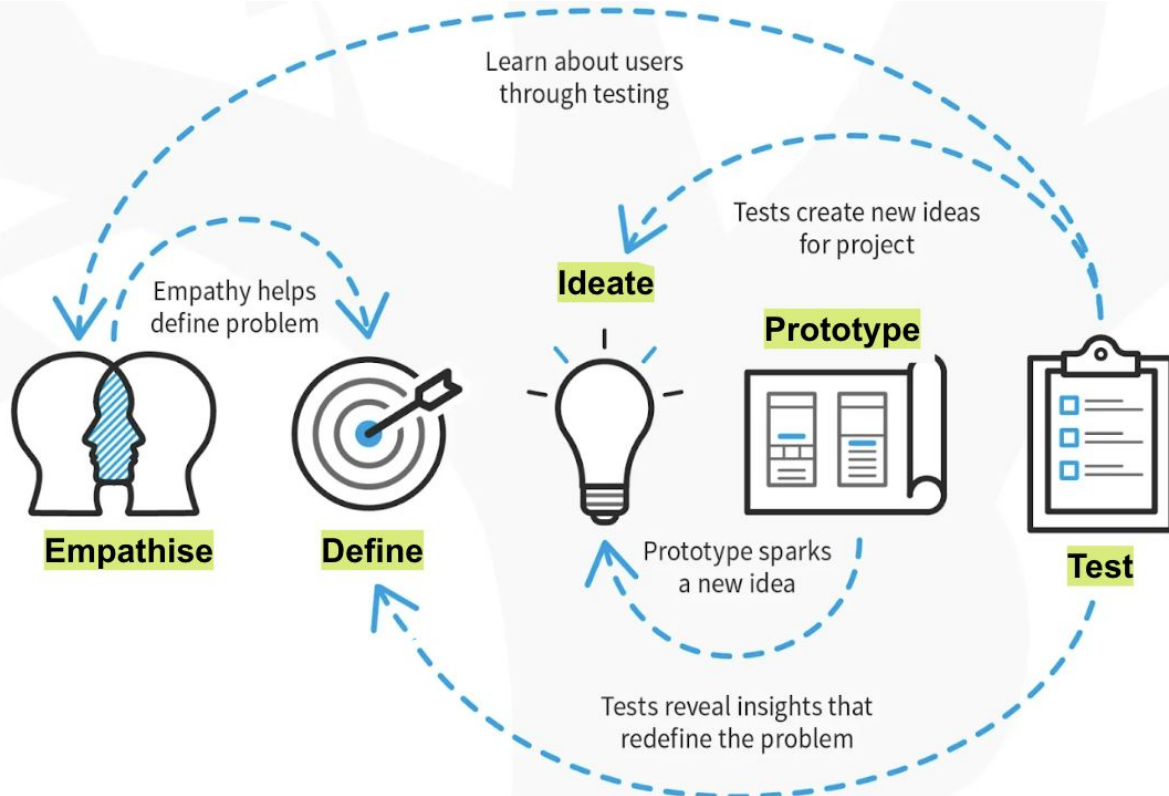 Learn about users
through testing
Tests create new ideas
for project
Empathy helps
define problem
Ideate
Prototype
Empathise
Define
Prototype sparks
a new idea
Test
Tests reveal insights that
redefine the problem